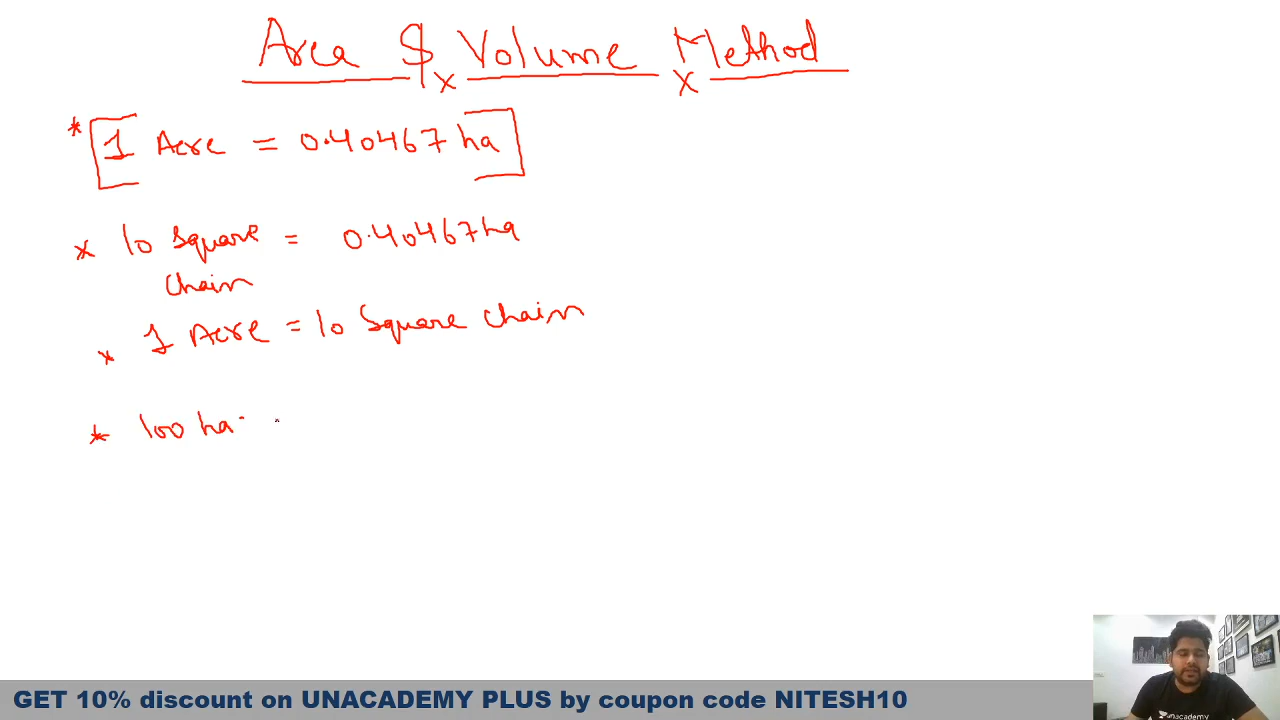 Area $ Volume Method
x x
* 1 Acre = 0.40467 ha
* 10 square = 0.40467 ha
chain
* 1 Acre = 10 Square chain
* 100 ha
GET 10% discount on UNACADEMY PLUS by coupon code NITESH10
unacademy